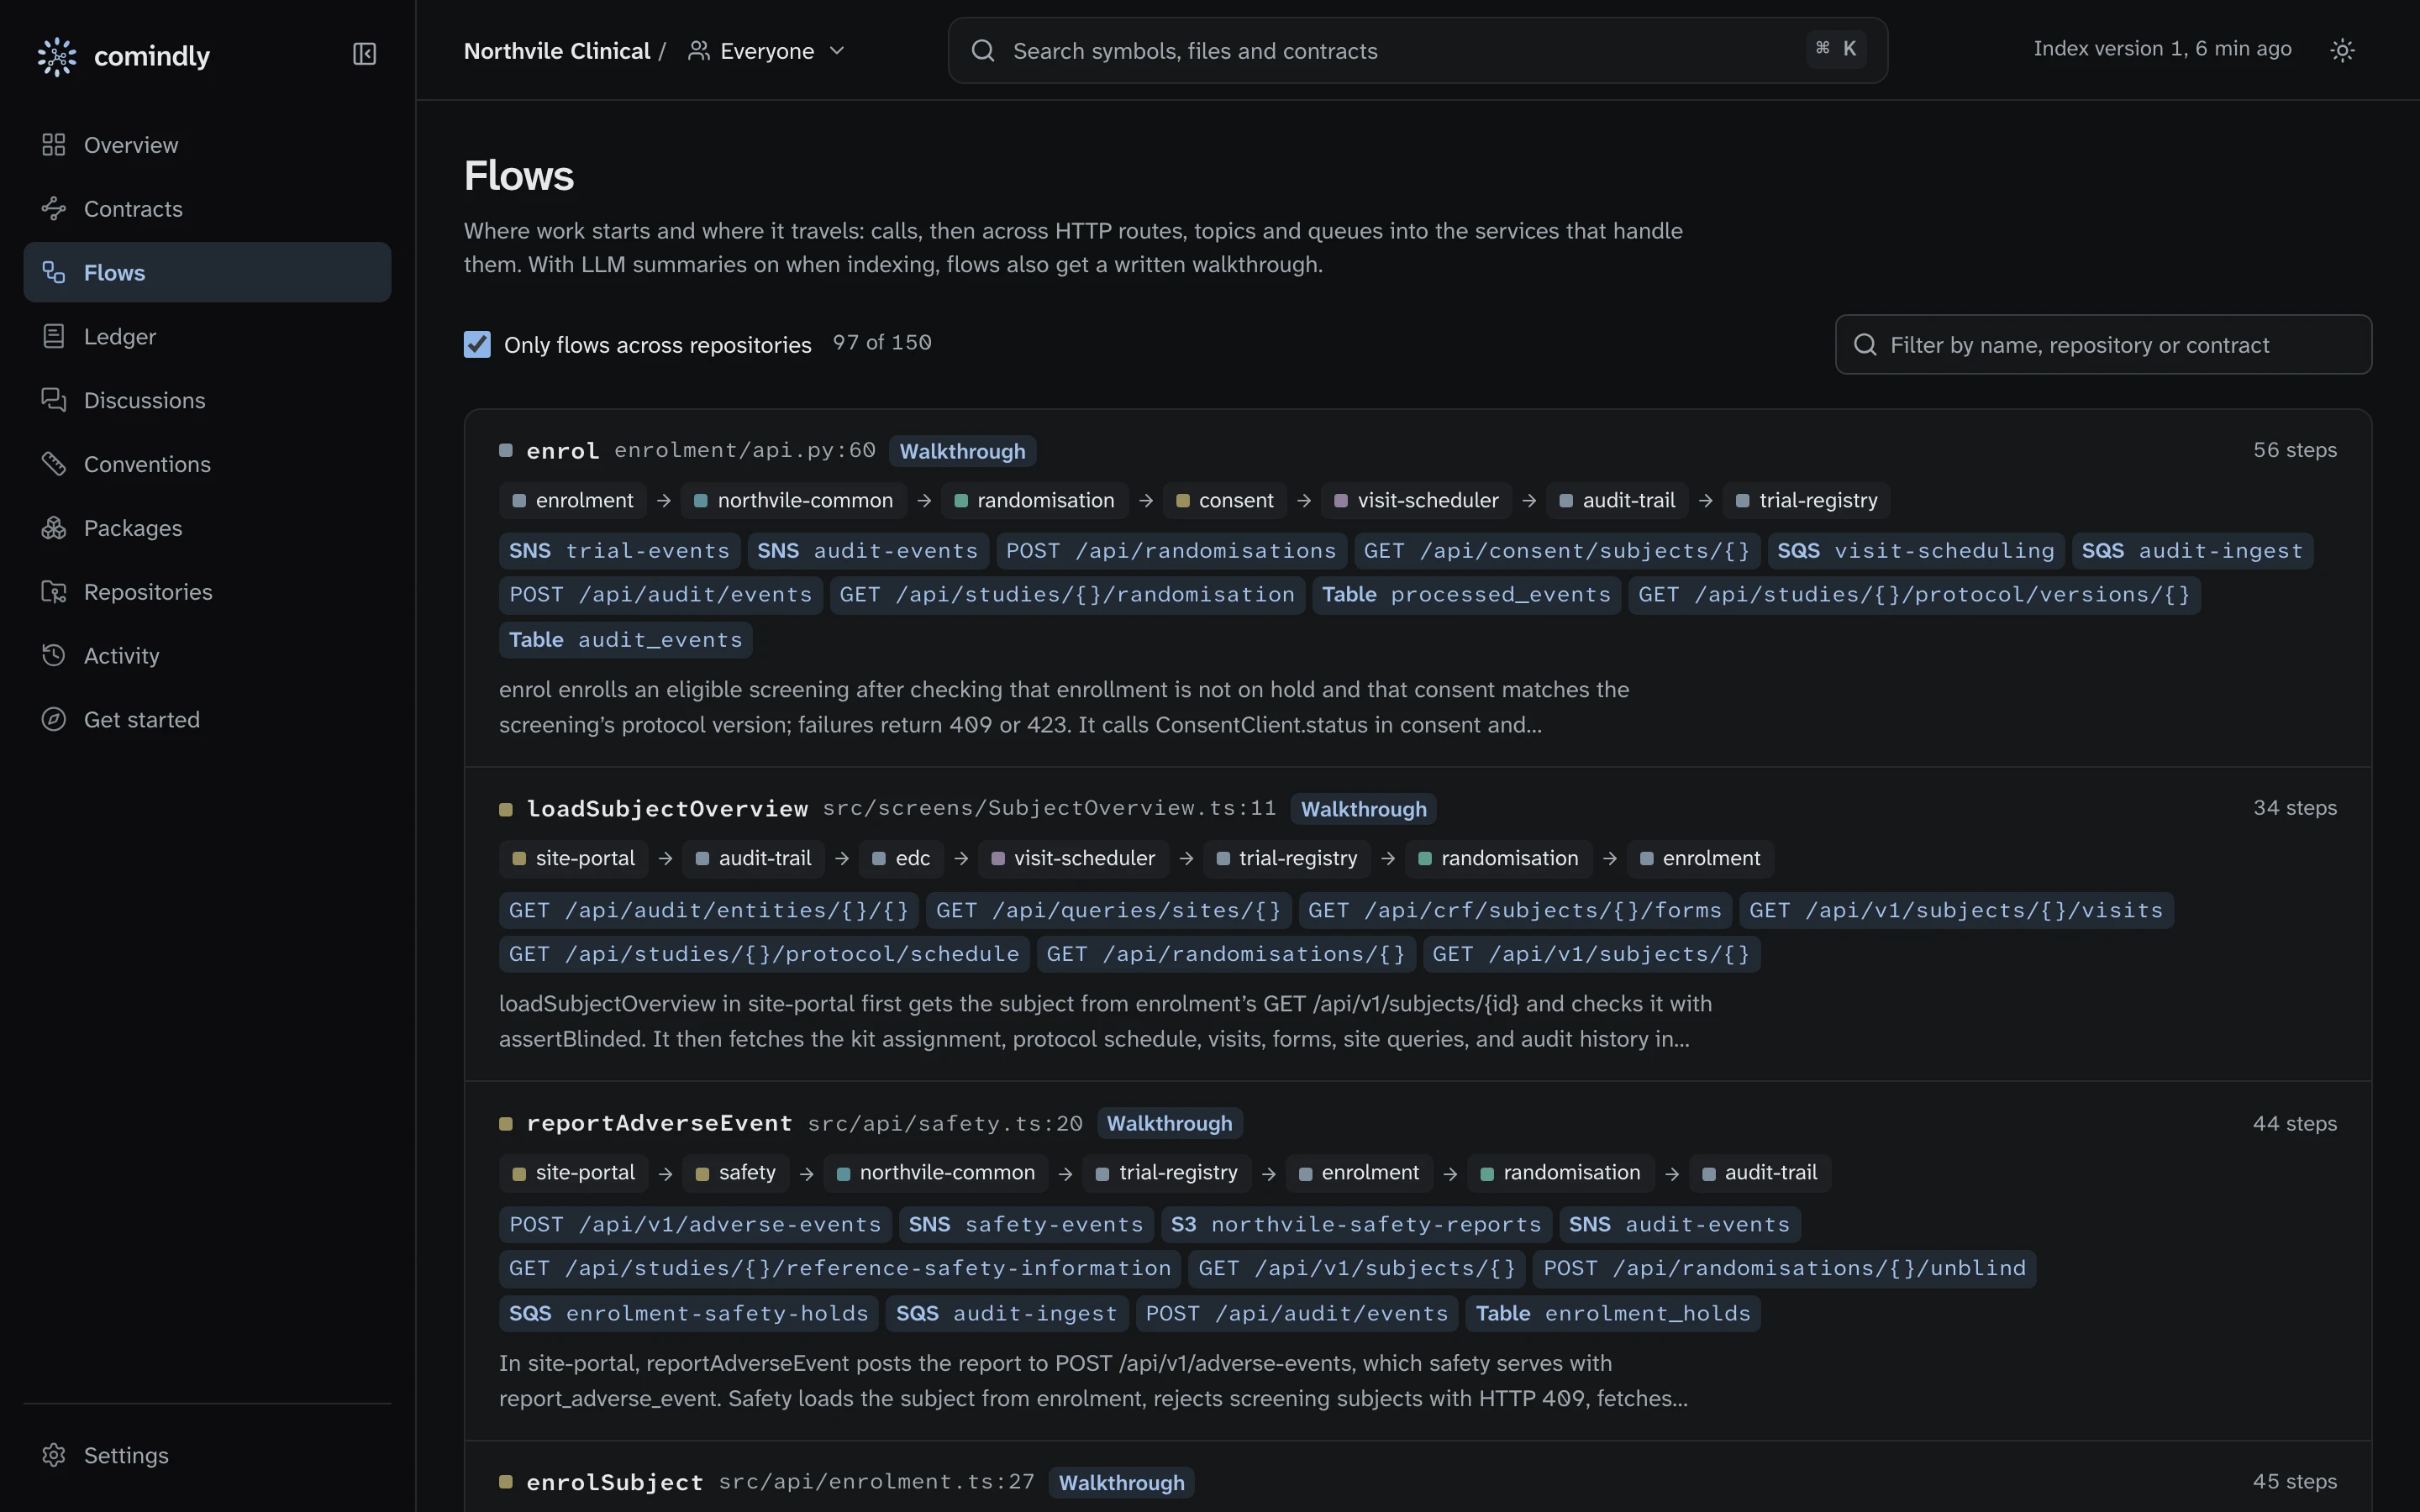 comindly
Overview
Contracts
Flows
Ledger
Discussions
Conventions
Packages
Repositories
Activity
Get started
Settings
Northvile Clinical / Everyone
Search symbols, files and contracts ⌘ K
Index version 1, 6 min ago
Flows
Where work starts and where it travels: calls, then across HTTP routes, topics and queues into the services that handle
them. With LLM summaries on when indexing, flows also get a written walkthrough.
Only flows across repositories 97 of 150
Filter by name, repository or contract
enrol enrolment/api.py:60 Walkthrough 56 steps
enrolment → northvile-common → randomisation → consent → visit-scheduler → audit-trail → trial-registry
SNS trial-events SNS audit-events POST /api/randomisations GET /api/consent/subjects/{} SQS visit-scheduling SQS audit-ingest
POST /api/audit/events GET /api/studies/{}/randomisation Table processed_events GET /api/studies/{}/protocol/versions/{}
Table audit_events
enrol enrolls an eligible screening after checking that enrollment is not on hold and that consent matches the
screening’s protocol version; failures return 409 or 423. It calls ConsentClient.status in consent and...
loadSubjectOverview src/screens/SubjectOverview.ts:11 Walkthrough 34 steps
site-portal → audit-trail → edc → visit-scheduler → trial-registry → randomisation → enrolment
GET /api/audit/entities/{}/{} GET /api/queries/sites/{} GET /api/crf/subjects/{}/forms GET /api/v1/subjects/{}/visits
GET /api/studies/{}/protocol/schedule GET /api/randomisations/{} GET /api/v1/subjects/{}
loadSubjectOverview in site-portal first gets the subject from enrolment’s GET /api/v1/subjects/{id} and checks it with
assertBlinded. It then fetches the kit assignment, protocol schedule, visits, forms, site queries, and audit history in...
reportAdverseEvent src/api/safety.ts:20 Walkthrough 44 steps
site-portal → safety → northvile-common → trial-registry → enrolment → randomisation → audit-trail
POST /api/v1/adverse-events SNS safety-events S3 northvile-safety-reports SNS audit-events
GET /api/studies/{}/reference-safety-information GET /api/v1/subjects/{} POST /api/randomisations/{}/unblind
SQS enrolment-safety-holds SQS audit-ingest POST /api/audit/events Table enrolment_holds
In site-portal, reportAdverseEvent posts the report to POST /api/v1/adverse-events, which safety serves with
report_adverse_event. Safety loads the subject from enrolment, rejects screening subjects with HTTP 409, fetches...
enrolSubject src/api/enrolment.ts:27 Walkthrough 45 steps